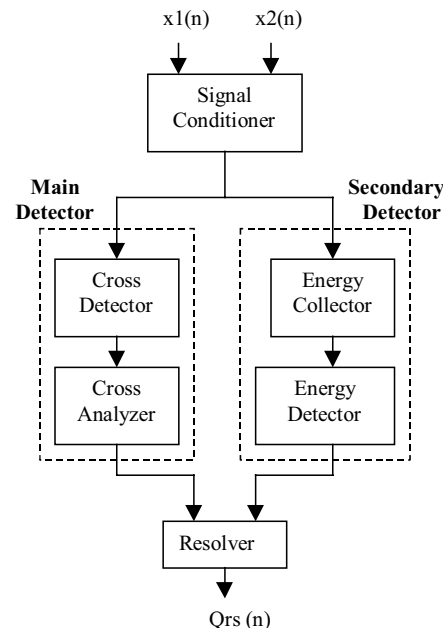 x1(n) x2(n)
Signal
Conditioner
Main
Detector
Secondary
Detector
Cross
Detector
Energy
Collector
Cross
Analyzer
Energy
Detector
Resolver
Qrs (n)